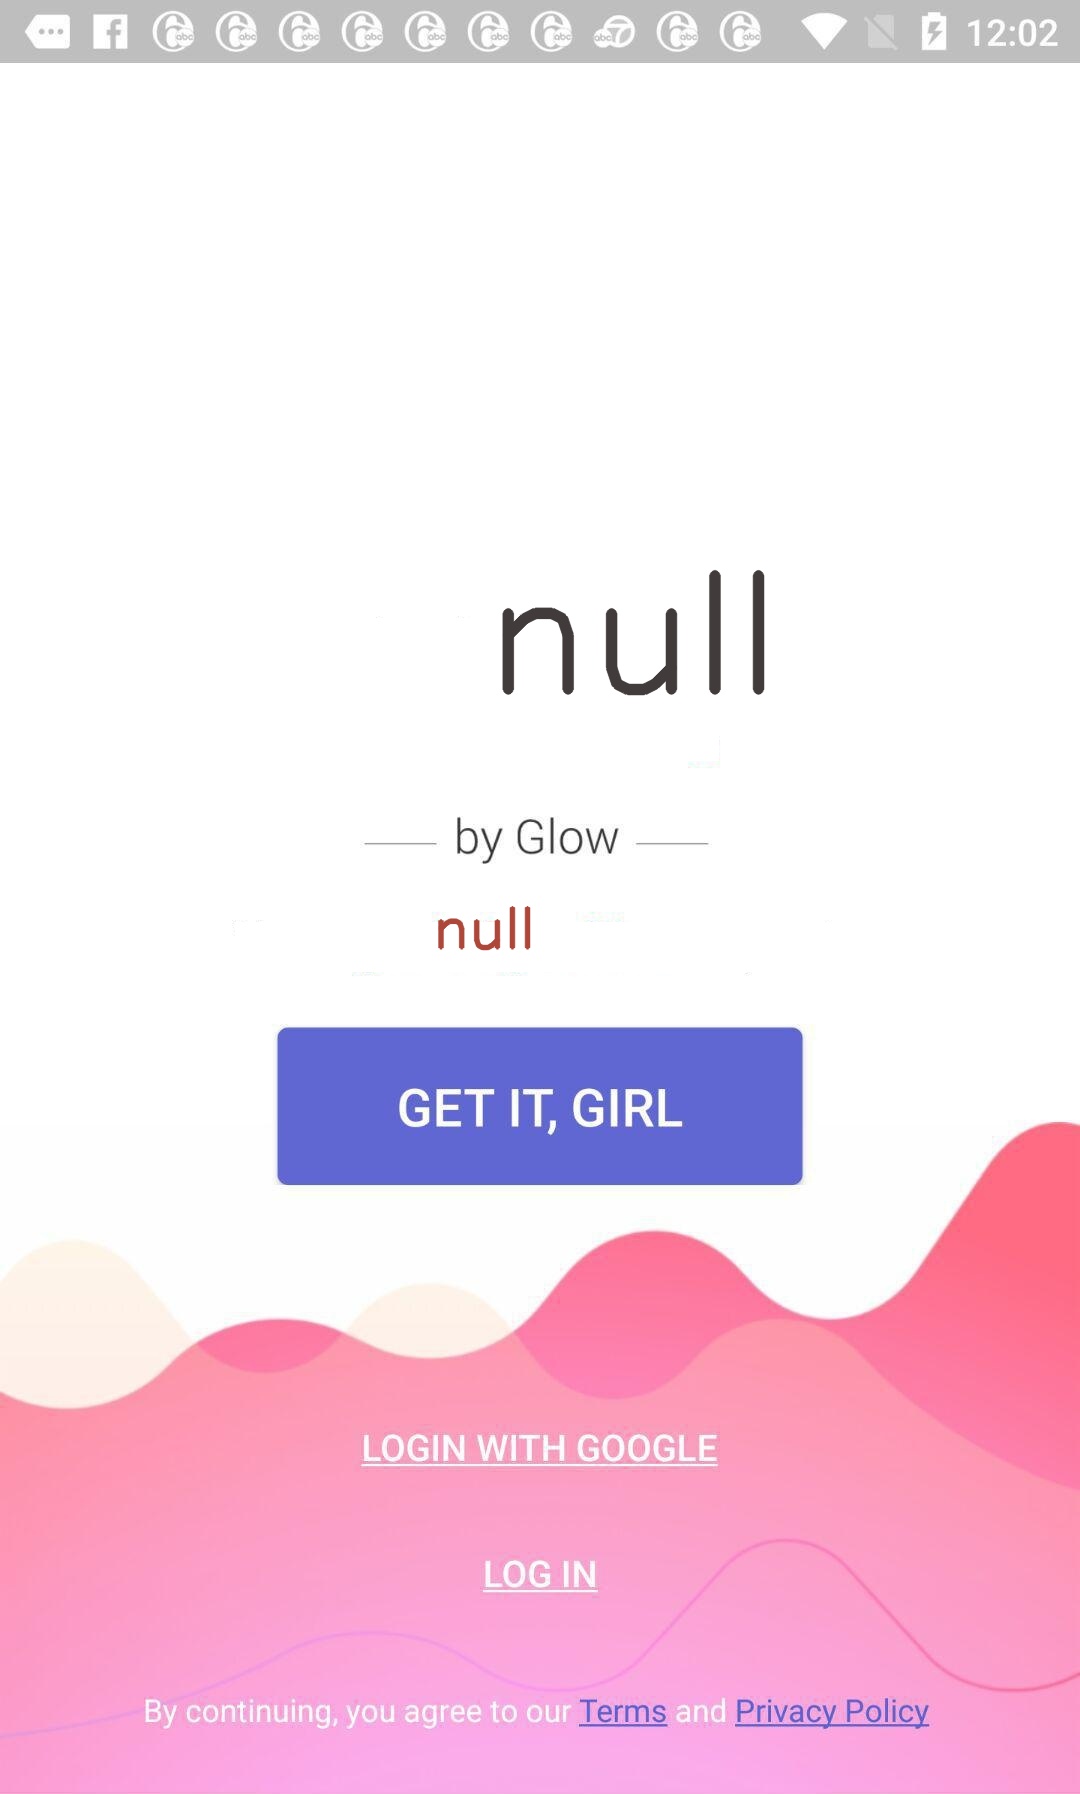 12:02
null
by Glow
null
GET IT, GIRL
LOGIN WITH GOOGLE
LOG IN
By continuing, you agree to our Terms and Privacy Policy